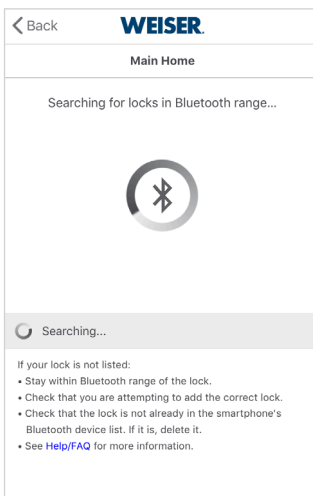 Back
WEISER.
Main Home
Searching for locks in Bluetooth range...
Searching...
If your lock is not listed:
• Stay within Bluetooth range of the lock.
• Check that you are attempting to add the correct lock.
• Check that the lock is not already in the smartphone's
Bluetooth device list. If it is, delete it.
• See Help/FAQ for more information.